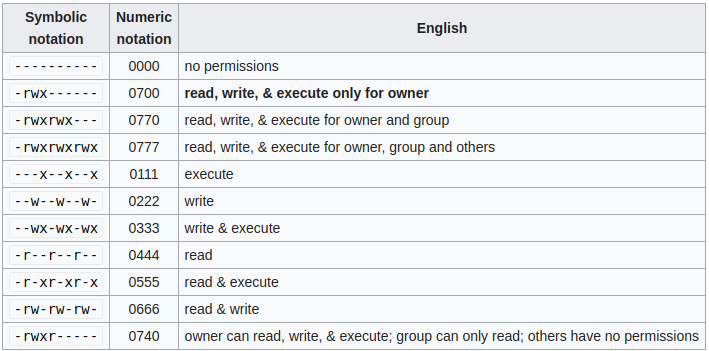 Symbolic notation Numeric notation English
---------- 0000 no permissions
-rwx------ 0700 read, write, & execute only for owner
-rwxrwx--- 0770 read, write, & execute for owner and group
-rwxrwxrwx 0777 read, write, & execute for owner, group and others
---x--x--x 0111 execute
--w--w--w- 0222 write
--wx-wx-wx 0333 write & execute
-r--r--r-- 0444 read
-r-xr-xr-x 0555 read & execute
-rw-rw-rw- 0666 read & write
-rwxr----- 0740 owner can read, write, & execute; group can only read; others have no permissions